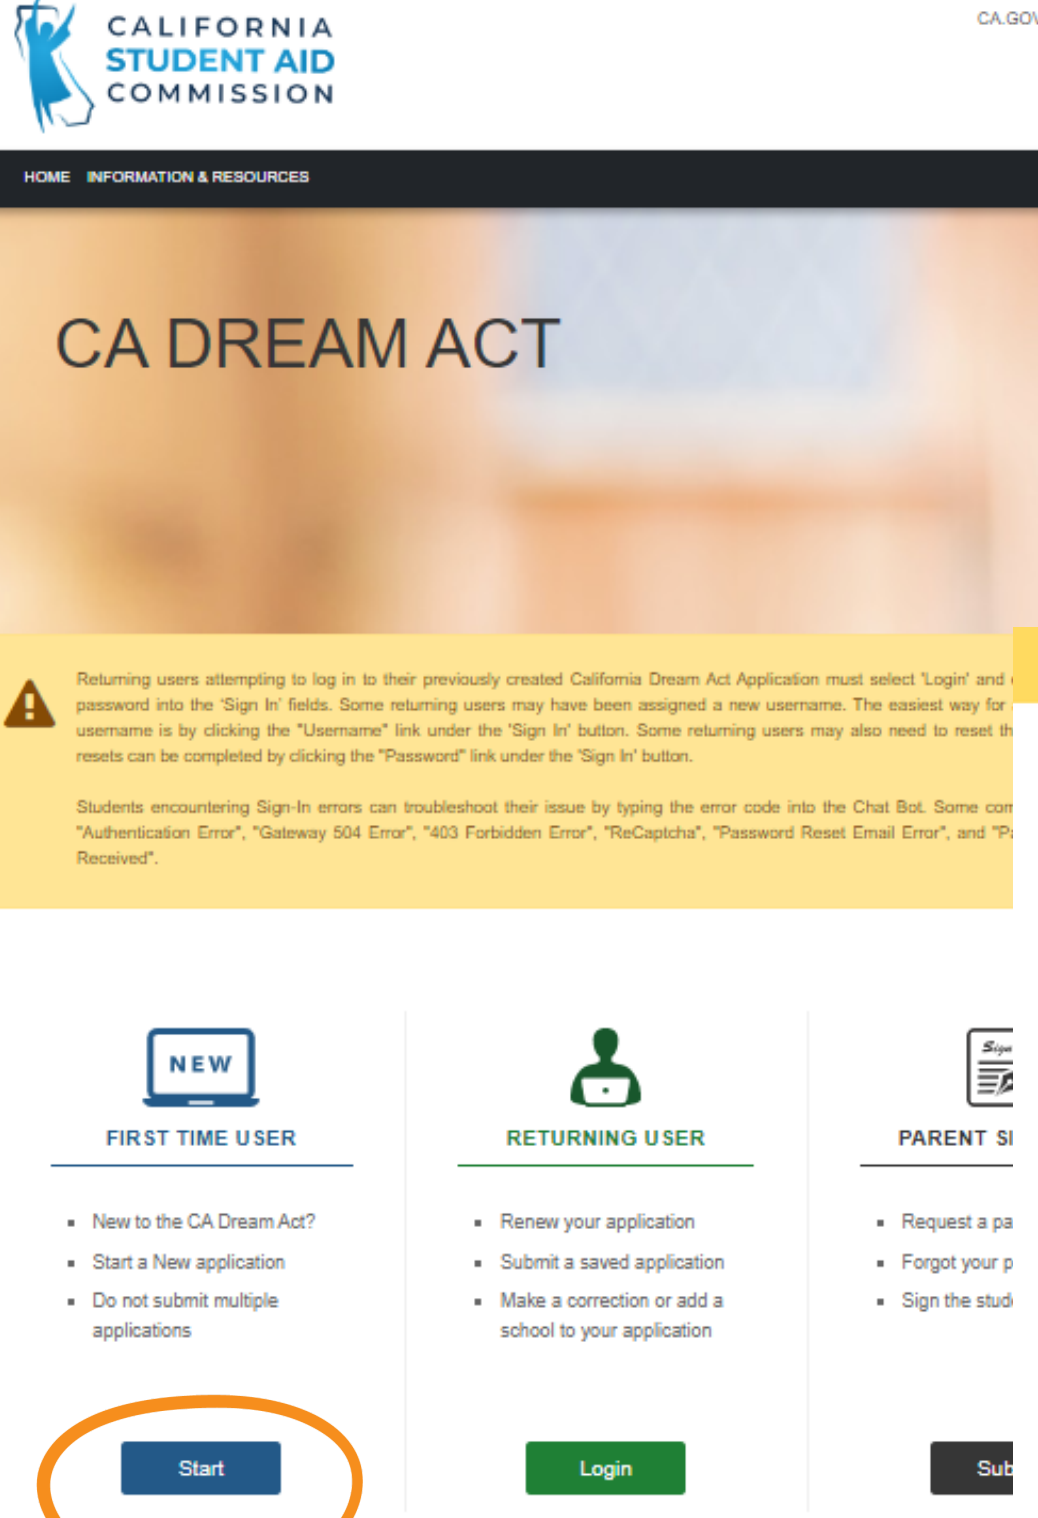 CALIFORNIA
STUDENT AID
COMMISSION
HOME INFORMATION & RESOURCES
CA DREAM ACT
Returning users attempting to log in to their previously created California Dream Act Application must select 'Login' and
password into the 'Sign In' fields. Some returning users may have been assigned a new username. The easiest way for
username is by clicking the "Username" link under the 'Sign In' button. Some returning users may also need to reset
resets can be completed by clicking the "Password" link under the 'Sign In' button.
Students encountering Sign-In errors can troubleshoot their issue by typing the error code into the Chat Bot. Some
"Authentication Error", "Gateway 504 Error", "403 Forbidden Error", "ReCaptcha", "Password Reset Email Error", and
Received".
NEW
FIRST TIME USER
New to the CA Dream Act?
Start a New application
Do not submit multiple
applications
Start
RETURNING USER
Renew your application
Submit a saved application
Make a correction or add a
school to your application
Login
PARENT
Request a
Forgot your
Sign the